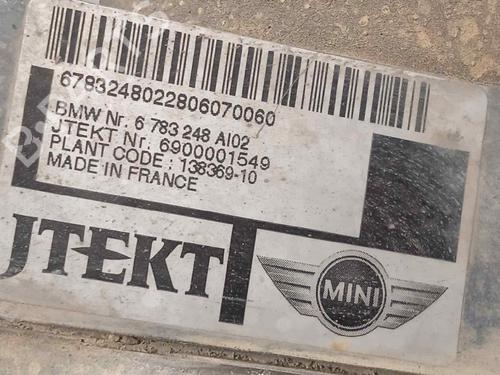 6783248022806070060
BMW Nr. 6 783 248 AI02
JTEKT Nr. 6900001549
PLANT CODE : 138369-10
MADE IN FRANCE
JTEKT
MINI